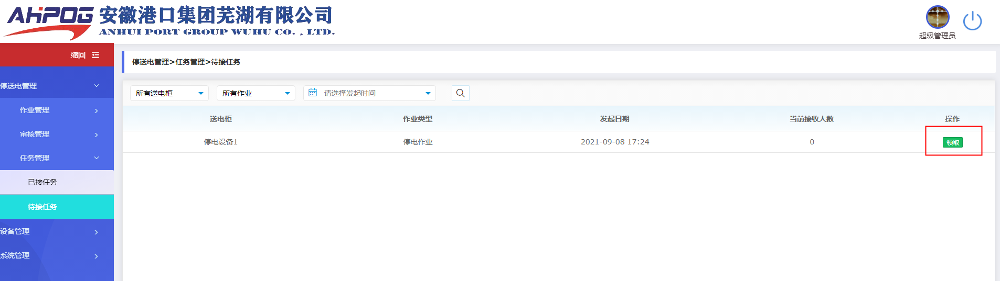 AHPOG 安徽港口集团芜湖有限公司
ANHUI PORT GROUP WUHU CO. , LTD.
超级管理员
缩回
停送电管理
作业管理
审核管理
任务管理
已接任务
待接任务
设备管理
系统管理
停送电管理>任务管理>待接任务
所有送电柜 所有作业 请选择发起时间
送电柜 作业类型 发起日期 当前接收人数 操作
停电设备1 停电作业 2021-09-08 17:24 0 领取